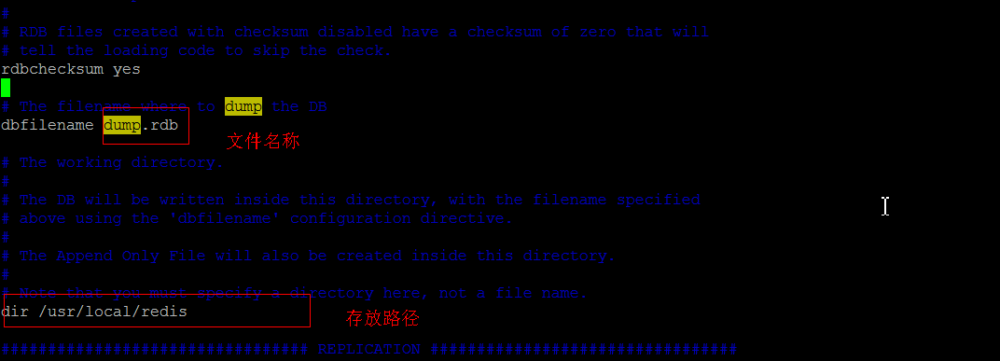 #
# RDB files created with checksum disabled have a checksum of zero that will
# tell the loading code to skip the check.
rdbchecksum yes
# The filename where to dump the DB
dbfilename dump.rdb
文件名称
# The working directory.
#
# The DB will be written inside this directory, with the filename specified
# above using the 'dbfilename' configuration directive.
#
# The Append Only File will also be created inside this directory.
#
# Note that you must specify a directory here, not a file name.
dir /usr/local/redis
存放路径
################################# REPLICATION #################################